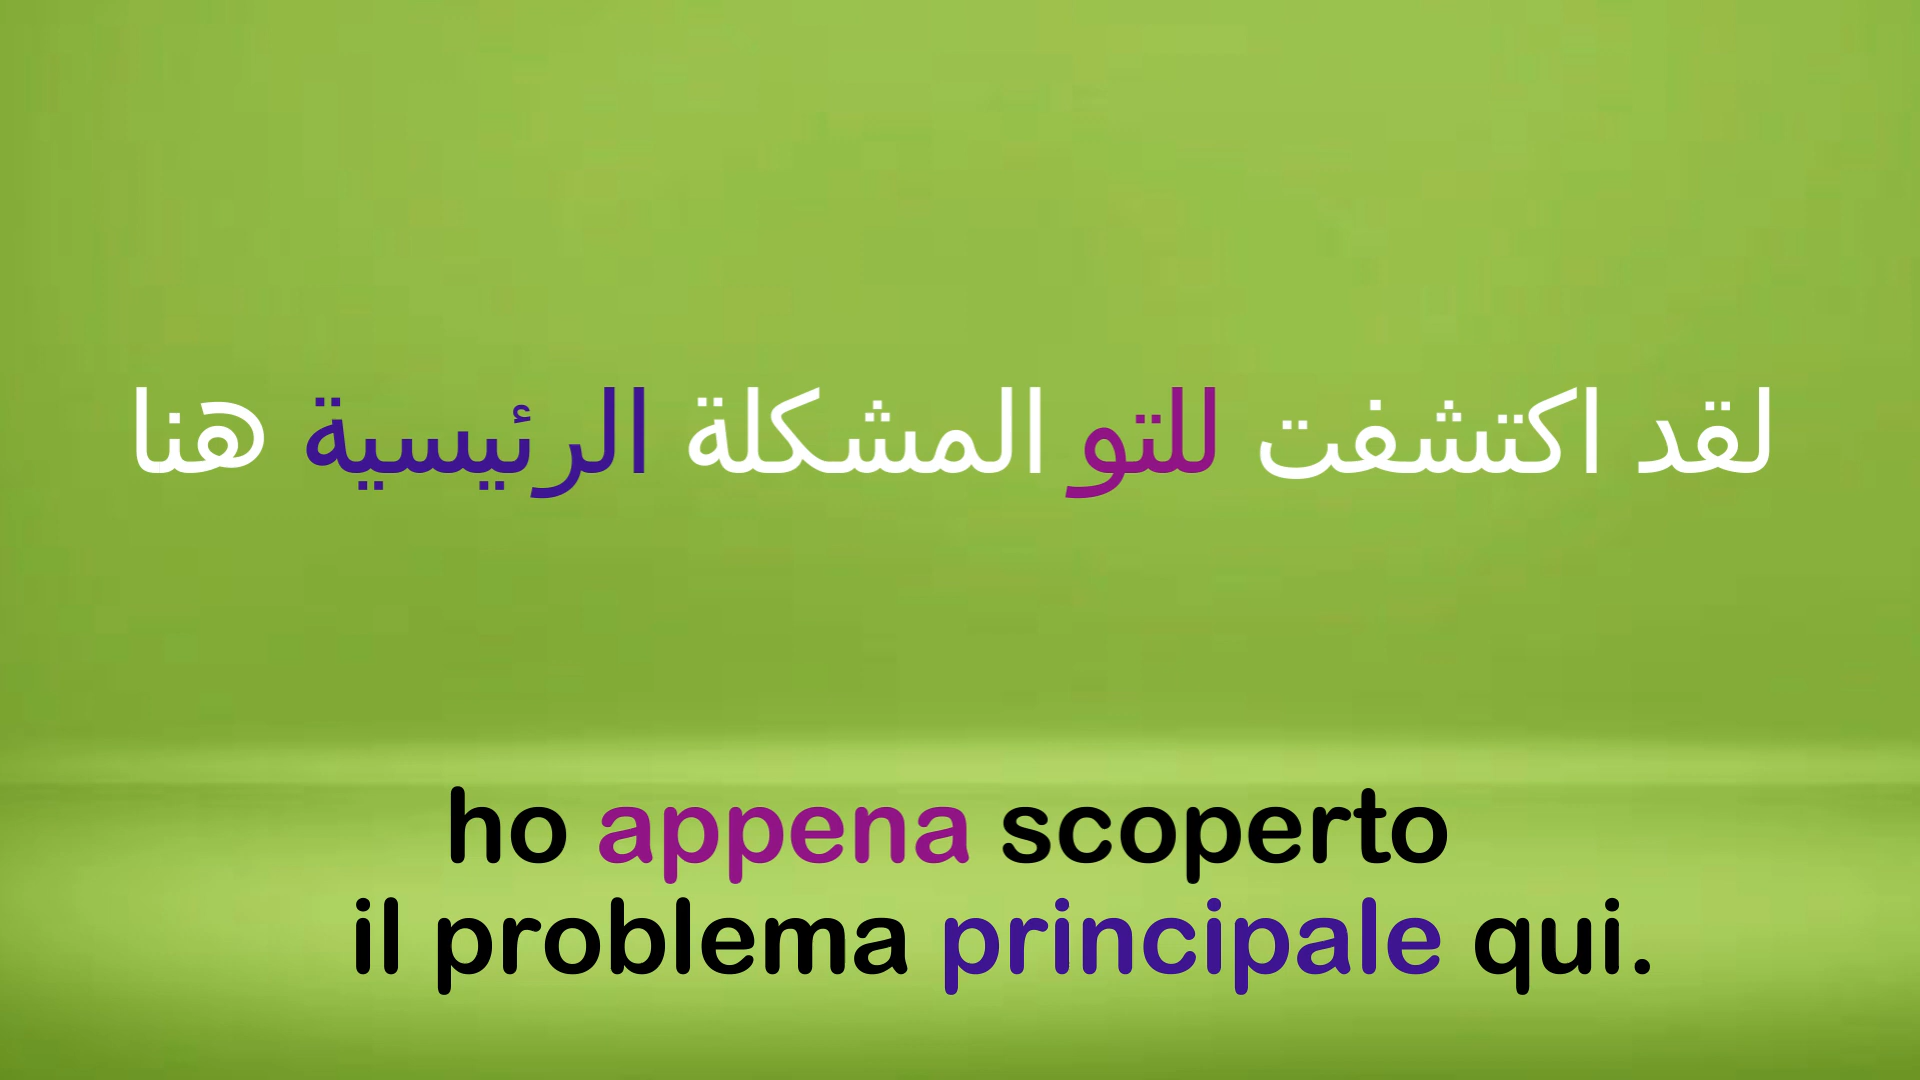 لقد اكتشفت للتو المشكلة الرئيسية هنا
ho appena scoperto
il problema principale qui.